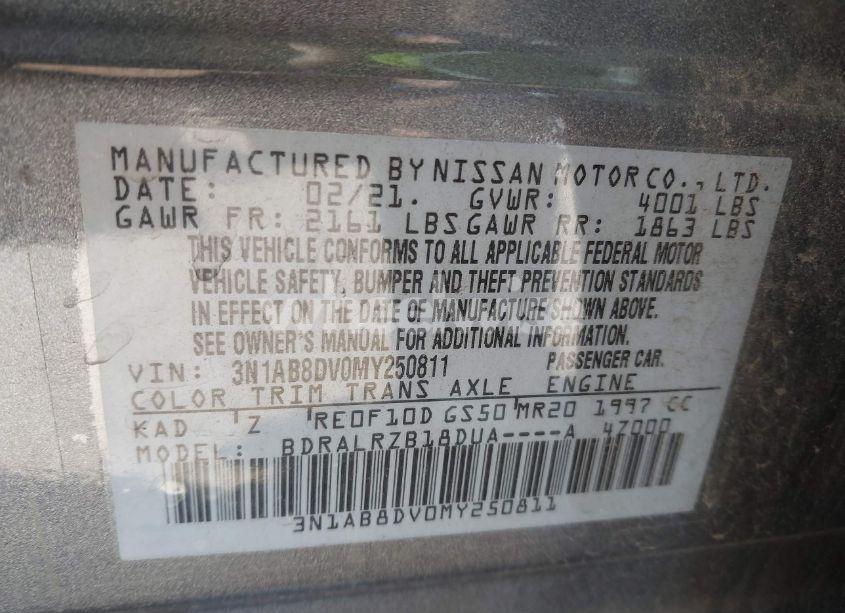 MANUFACTURED BY NISSAN MOTOR CO., LTD.
DATE: 02/21. GVWR: 4001 LBS
GAWR FR: 2161 LBS GAWR RR: 1863 LBS
THIS VEHICLE CONFORMS TO ALL APPLICABLE FEDERAL MOTOR
VEHICLE SAFETY, BUMPER AND THEFT PREVENTION STANDARDS
IN EFFECT ON THE DATE OF MANUFACTURE SHOWN ABOVE.
SEE OWNER'S MANUAL FOR ADDITIONAL INFORMATION.
VIN: 3N1AB8DV0MY250811 PASSENGER CAR.
COLOR TRIM TRANS AXLE ENGINE
KAD Z RE0F10D GS50 MR20 1997 CC
MODEL: BDRALRZB18DUA----A 4Z000
3N1AB8DV0MY250811